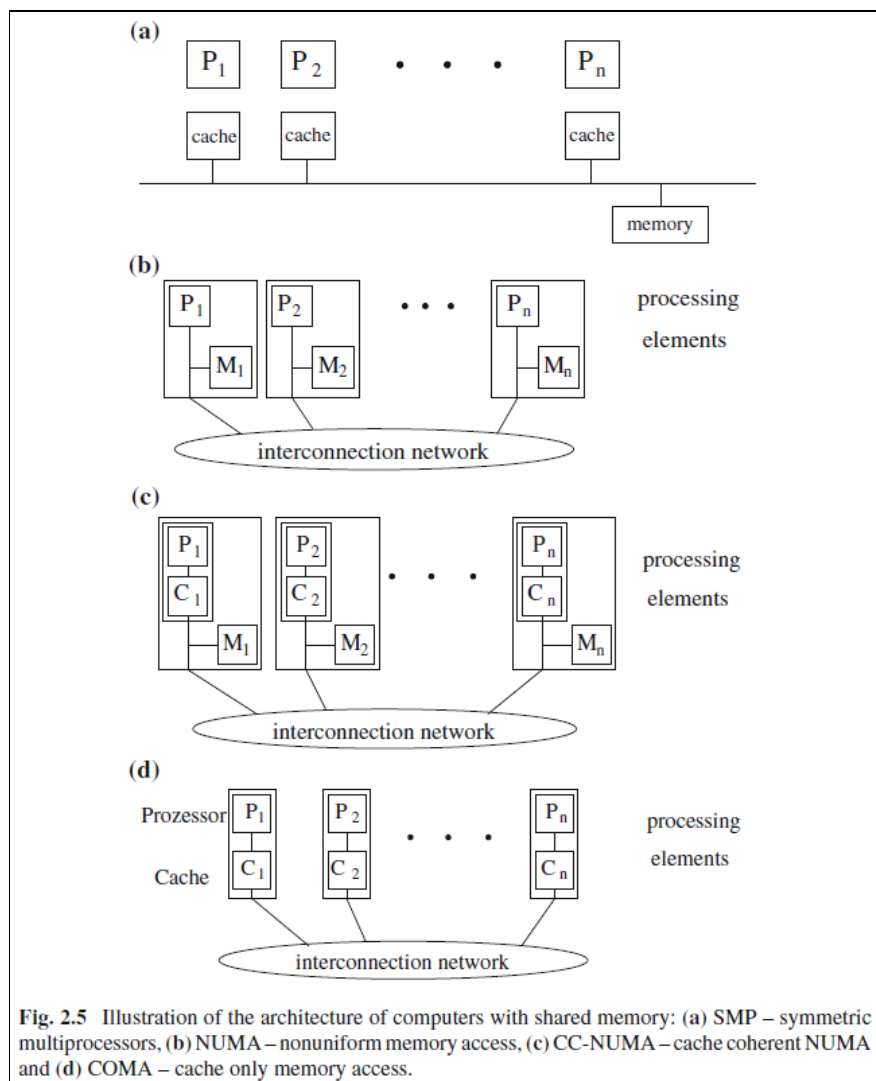 (a)
P1 P2 • • • Pn
cache cache cache
memory
(b)
P1 P2 • • • Pn processing
elements
M1 M2 Mn
interconnection network
(c)
P1 P2 Pn processing
• • •
C1 C2 Cn elements
M1 M2 Mn
interconnection network
(d)
Prozessor P1 P2 Pn processing
• • •
Cache C1 C2 Cn elements
interconnection network
Fig. 2.5 Illustration of the architecture of computers with shared memory: (a) SMP – symmetric
multiprocessors, (b) NUMA – nonuniform memory access, (c) CC-NUMA – cache coherent NUMA
and (d) COMA – cache only memory access.